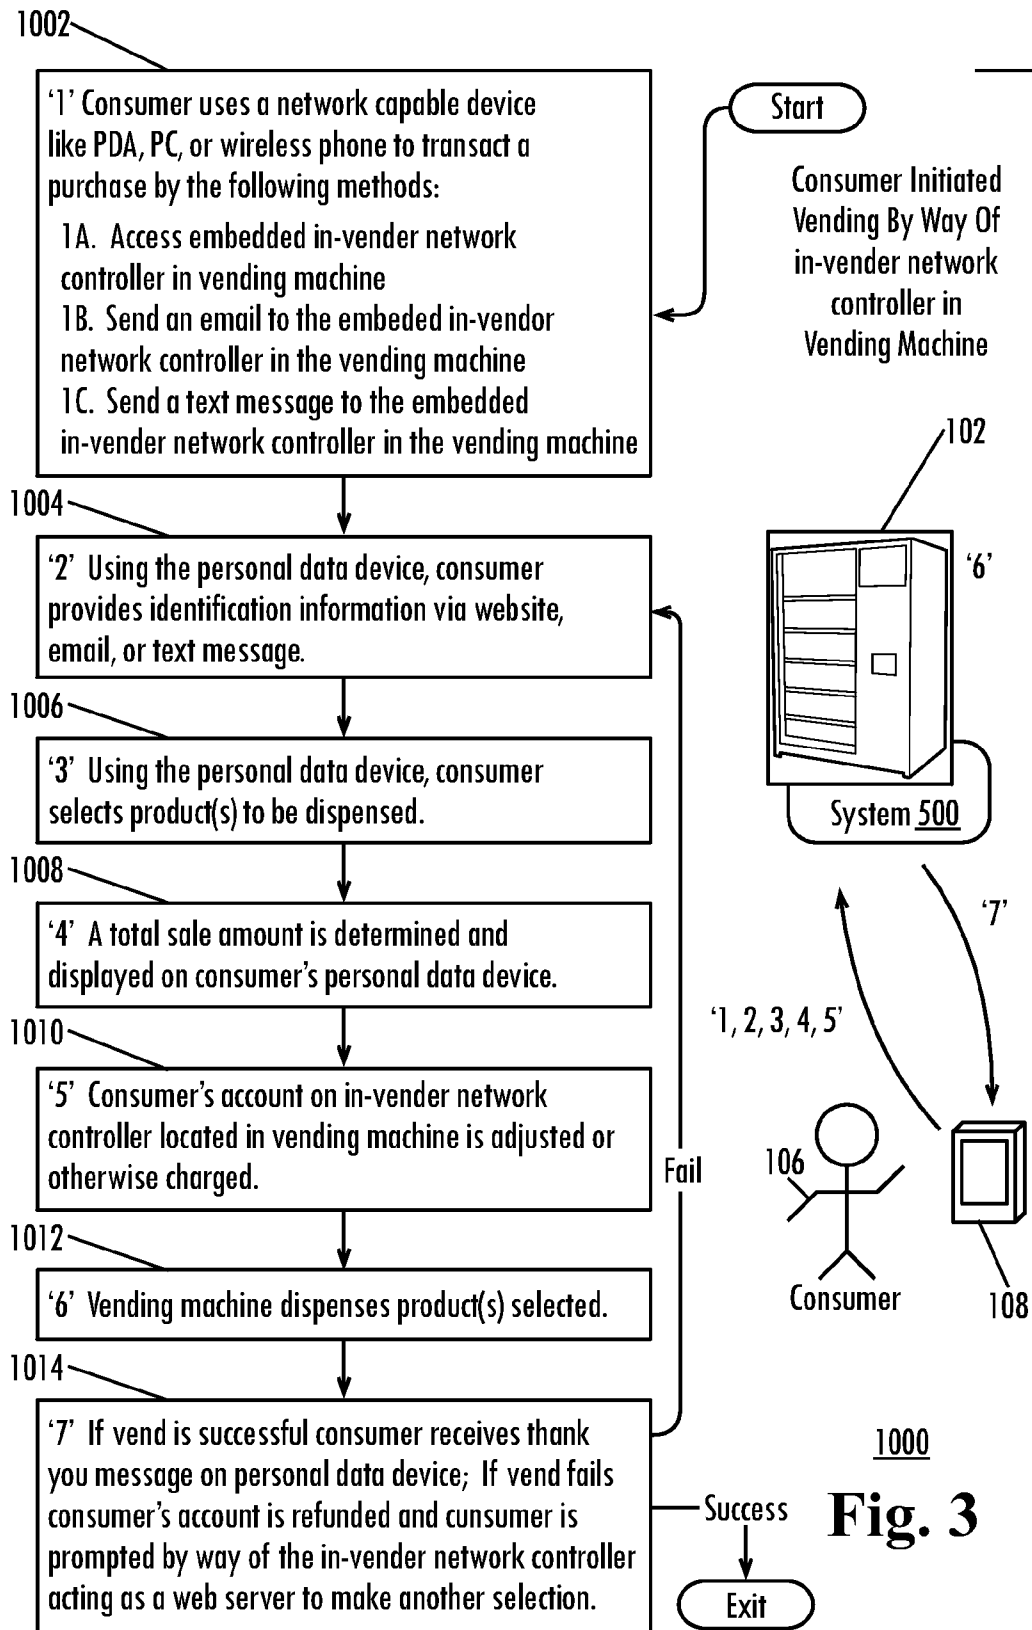 1002
'1' Consumer uses a network capable device
like PDA, PC, or wireless phone to transact a
purchase by the following methods:
1A. Access embedded in-vender network
controller in vending machine
1B. Send an email to the embeded in-vendor
network controller in the vending machine
1C. Send a text message to the embedded
in-vender network controller in the vending machine
Start
Consumer Initiated
Vending By Way Of
in-vender network
controller in
Vending Machine
1004
'2' Using the personal data device, consumer
provides identification information via website,
email, or text message.
1006
'3' Using the personal data device, consumer
selects product(s) to be dispensed.
1008
'4' A total sale amount is determined and
displayed on consumer's personal data device.
1010
'5' Consumer's account on in-vender network
controller located in vending machine is adjusted or
otherwise charged.
1012
'6' Vending machine dispenses product(s) selected.
1014
'7' If vend is successful consumer receives thank
you message on personal data device; If vend fails
consumer's account is refunded and cunsumer is
prompted by way of the in-vender network controller
acting as a web server to make another selection.
Fail
Success
Exit
102
'6'
System 500
'7'
'1, 2, 3, 4, 5'
106
Consumer
108
1000
Fig. 3